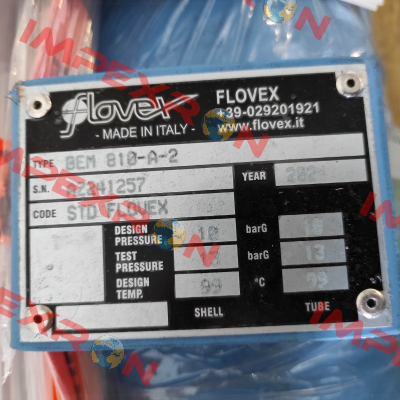 flovex
- MADE IN ITALY -
FLOVEX
+39-029201921
www.flovex.it
TYPE BEM 810-A-2
S.N. 241257
YEAR
CODE STD FLOVEX
DESIGN PRESSURE 10 barG
TEST PRESSURE barG 13
DESIGN TEMP. 99 °C 99
SHELL TUBE
IMPEXRON